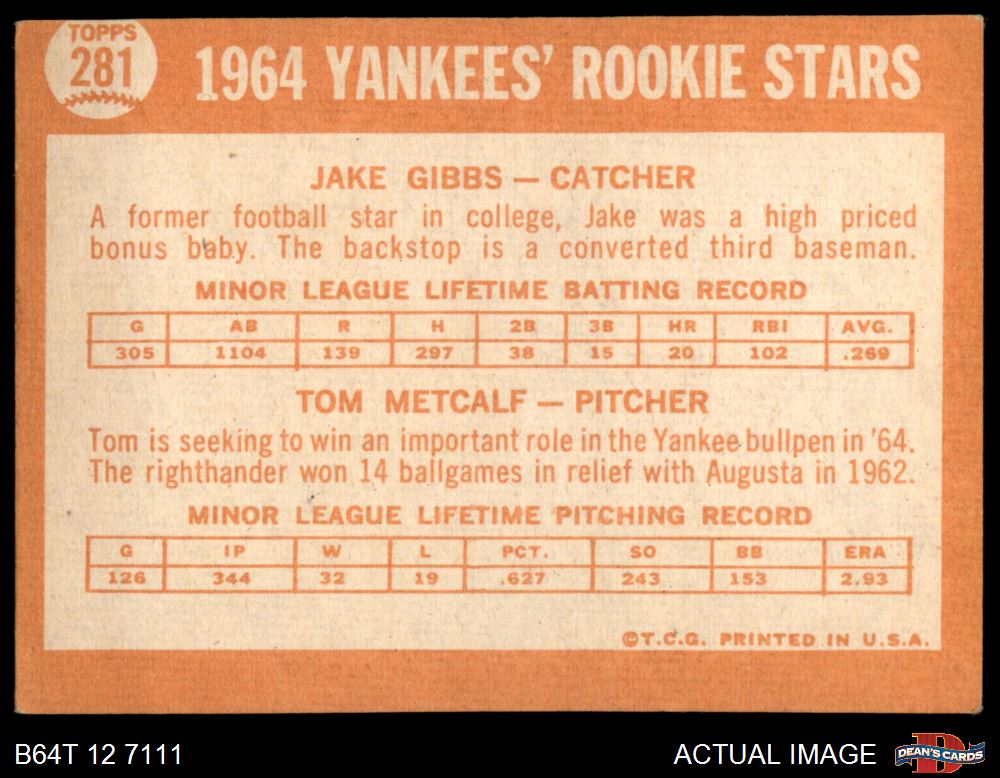 TOPPS
281
1964 YANKEES' ROOKIE STARS
JAKE GIBBS — CATCHER
A former football star in college, Jake was a high priced
bonus baby. The backstop is a converted third baseman.
MINOR LEAGUE LIFETIME BATTING RECORD
G AB R H 2B 3B HR RBI AVG.
305 1104 139 297 38 15 20 102 .269
TOM METCALF — PITCHER
Tom is seeking to win an important role in the Yankee bullpen in '64.
The righthander won 14 ballgames in relief with Augusta in 1962.
MINOR LEAGUE LIFETIME PITCHING RECORD
G IP W L PCT. SO BB ERA
126 344 32 19 .627 243 153 2.93
©T.C.G. PRINTED IN U.S.A.
B64T 12 7111
ACTUAL IMAGE
DEAN'S CARDS